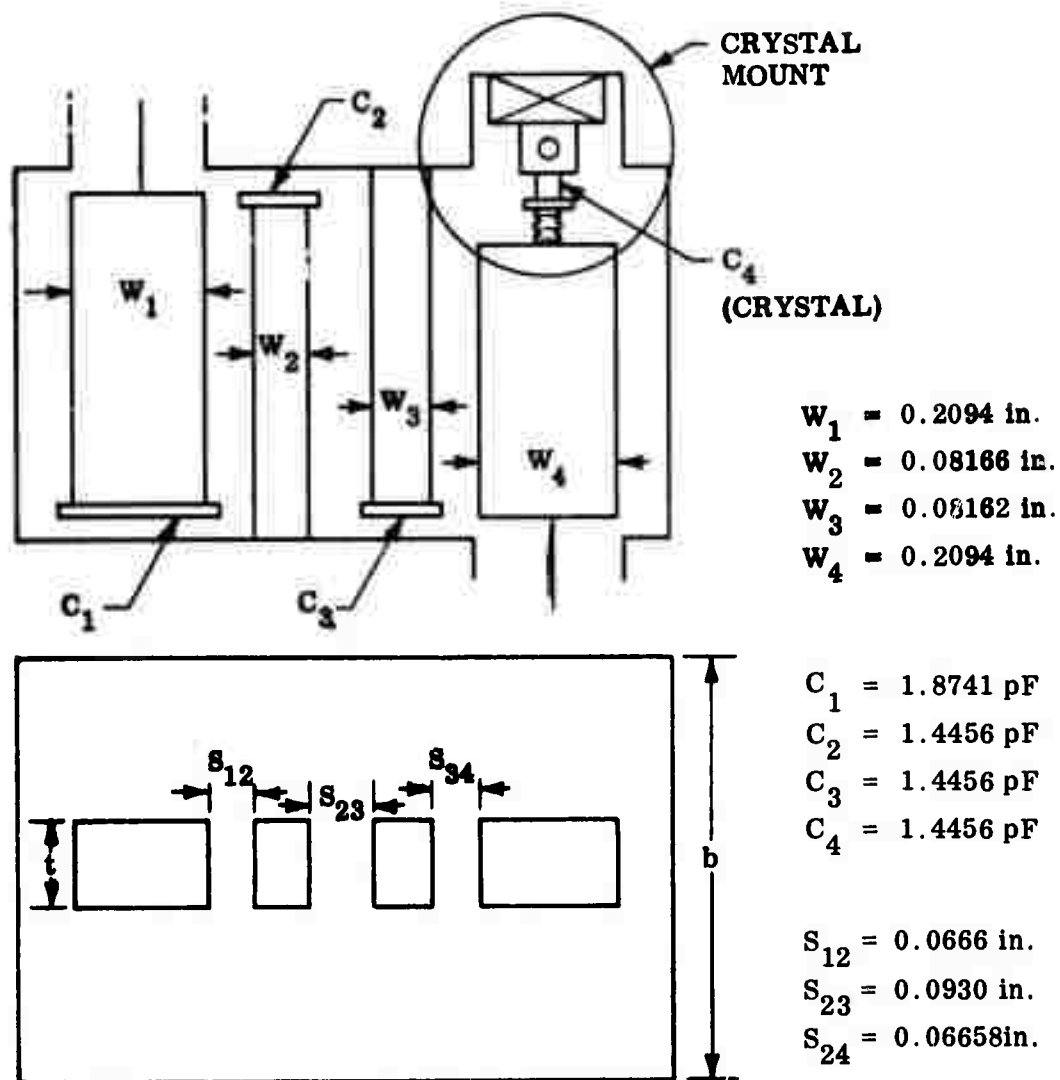 CRYSTAL
MOUNT
C2
W1
W2
W3
W4
C4
(CRYSTAL)
C1
C3
W1 = 0.2094 in.
W2 = 0.08166 in.
W3 = 0.08162 in.
W4 = 0.2094 in.
S12
S23
S34
t
b
C1 = 1.8741 pF
C2 = 1.4456 pF
C3 = 1.4456 pF
C4 = 1.4456 pF
S12 = 0.0666 in.
S23 = 0.0930 in.
S24 = 0.06658in.